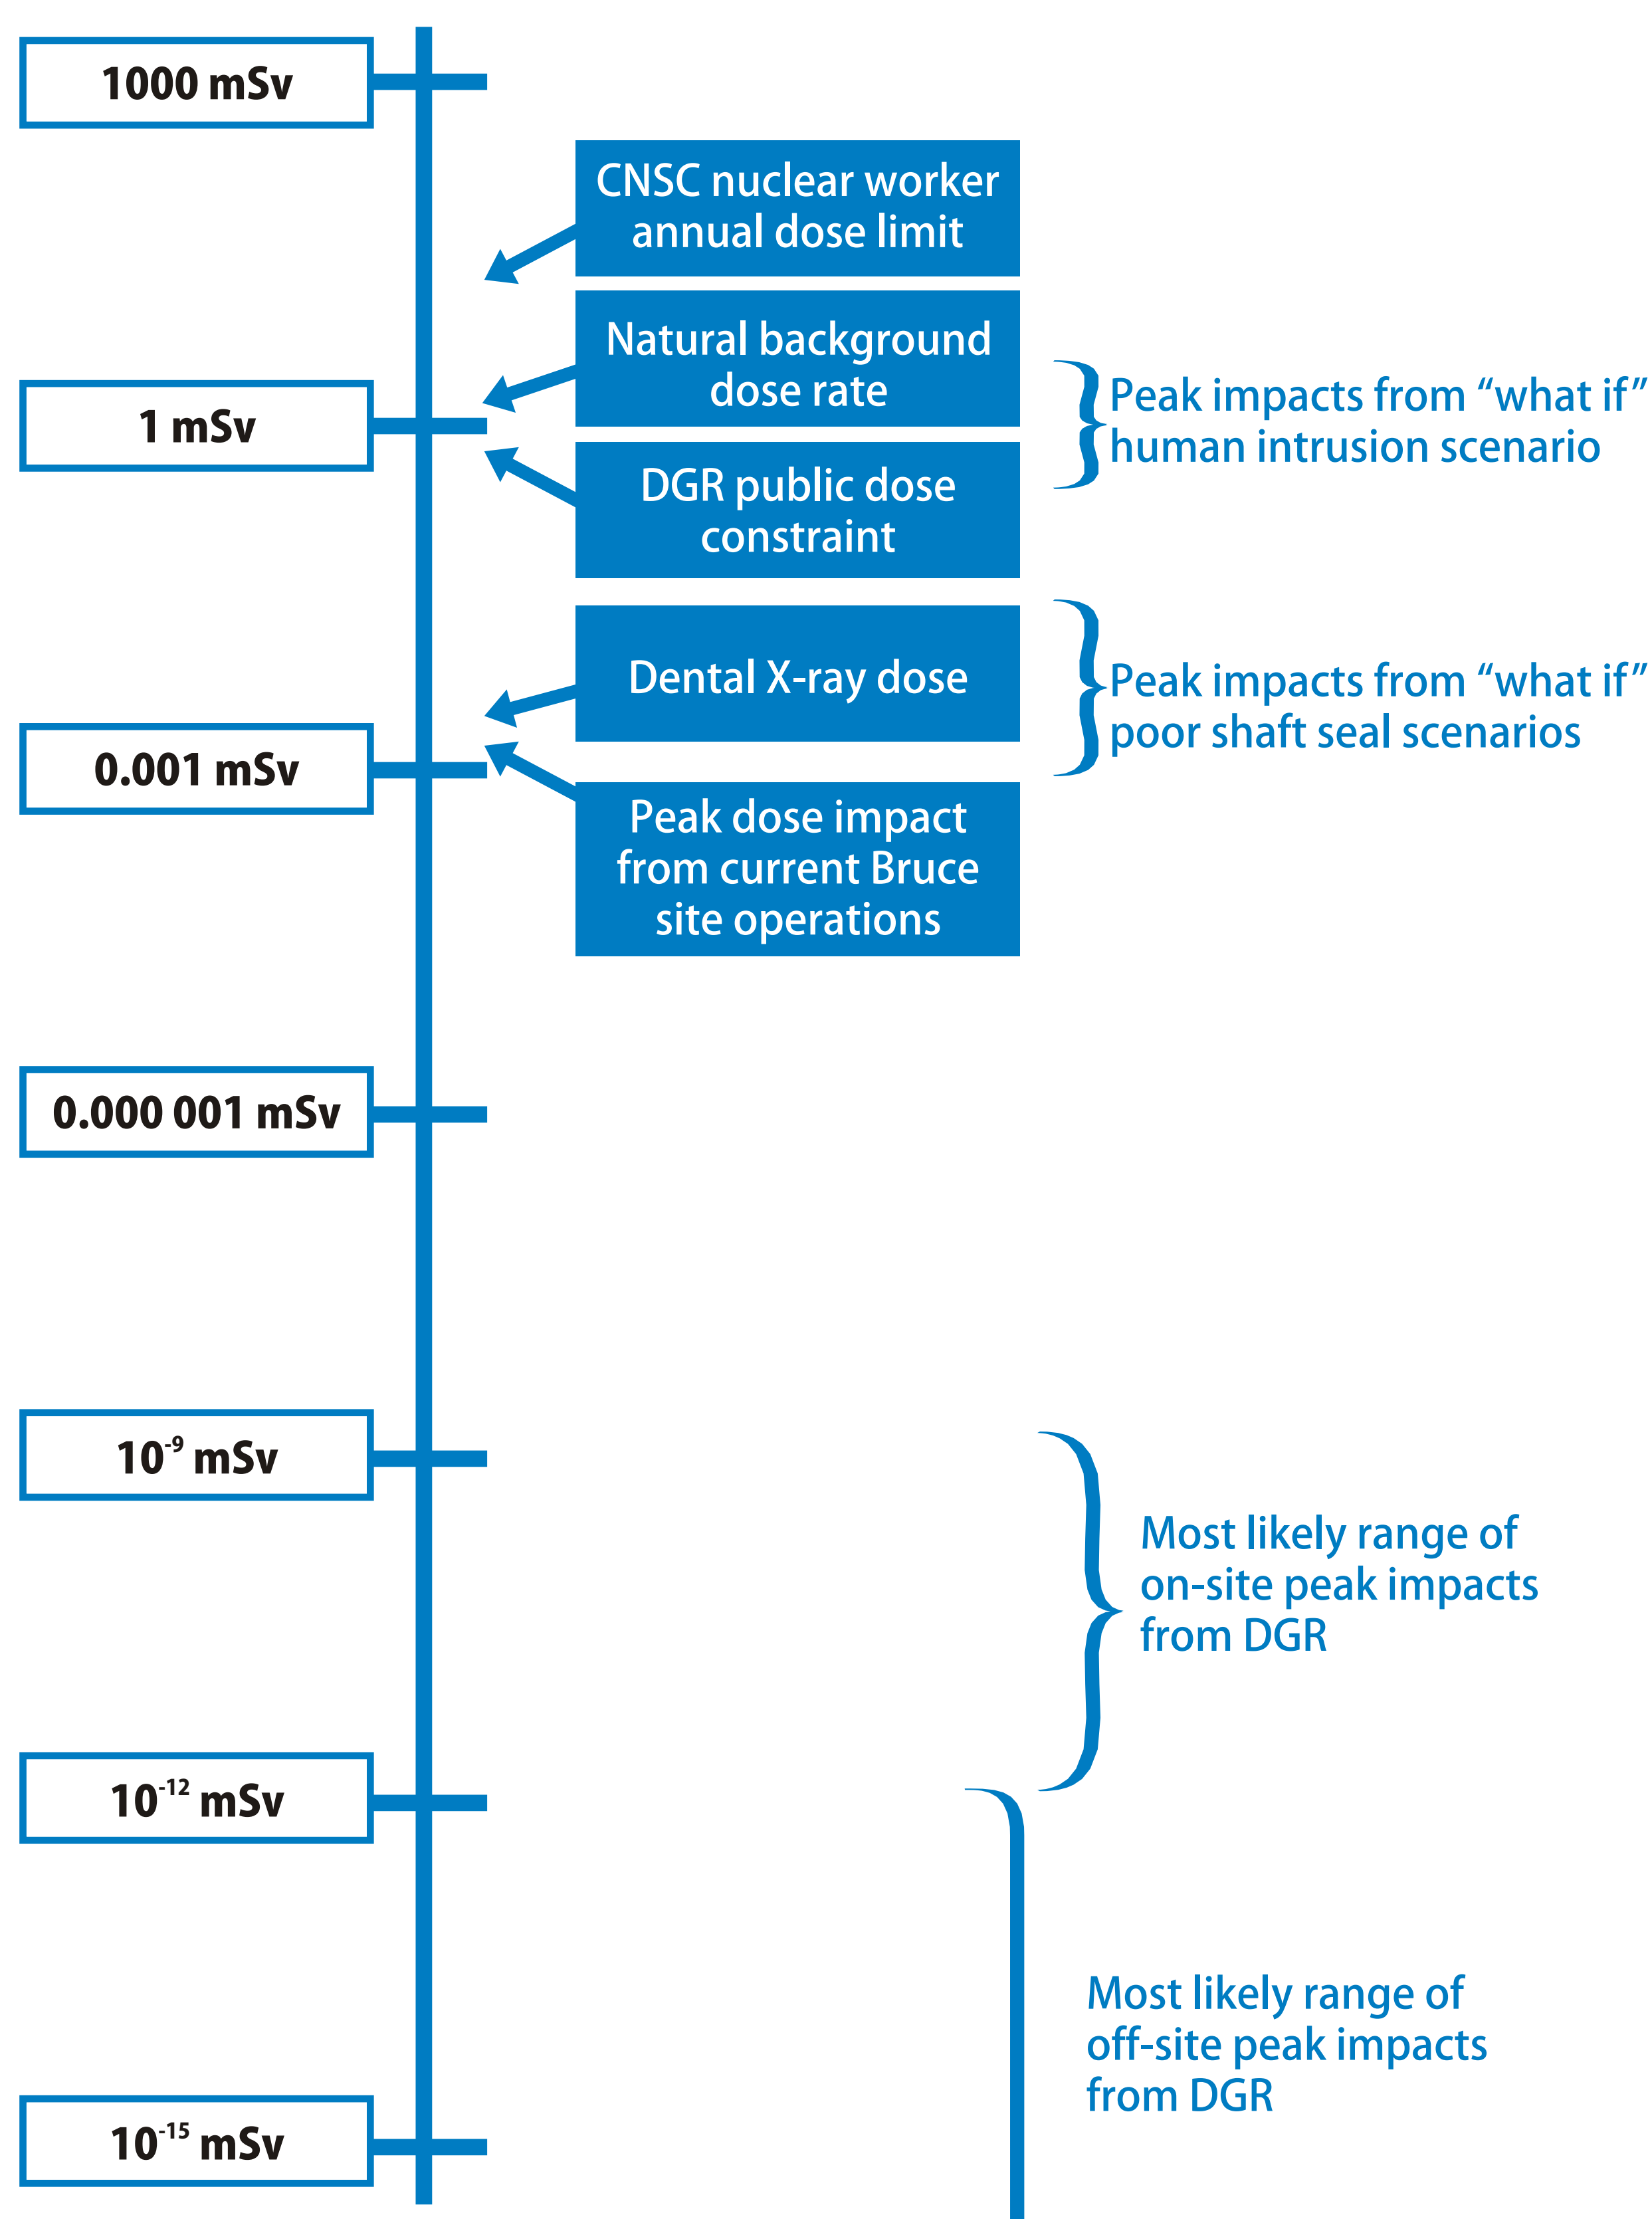 1000 mSv
CNSC nuclear worker
annual dose limit
Natural background
dose rate
1 mSv
Peak impacts from “what if”
human intrusion scenario
DGR public dose
constraint
Dental X-ray dose
Peak impacts from “what if”
poor shaft seal scenarios
0.001 mSv
Peak dose impact
from current Bruce
site operations
0.000 001 mSv
10⁻⁹ mSv
Most likely range of
on-site peak impacts
from DGR
10⁻¹² mSv
Most likely range of
off-site peak impacts
from DGR
10⁻¹⁵ mSv